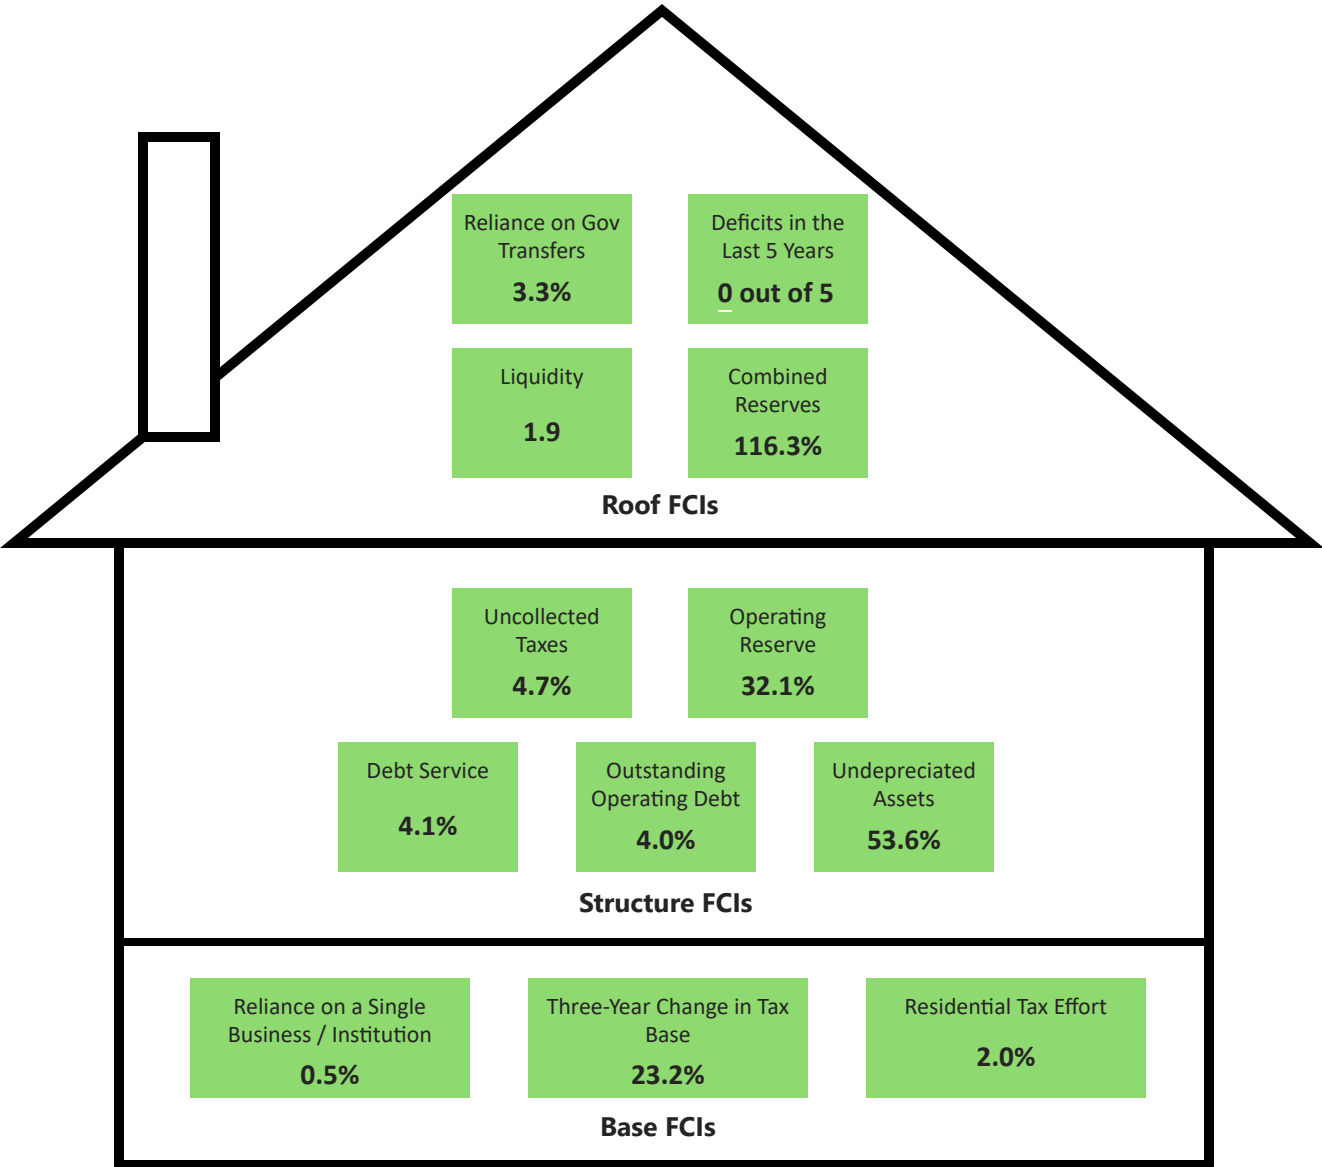 Reliance on Gov
Transfers
3.3%
Deficits in the
Last 5 Years
0 out of 5
Liquidity
1.9
Combined
Reserves
116.3%
Roof FCIs
Uncollected
Taxes
4.7%
Operating
Reserve
32.1%
Debt Service
4.1%
Outstanding
Operating Debt
4.0%
Undepreciated
Assets
53.6%
Structure FCIs
Reliance on a Single
Business / Institution
0.5%
Three-Year Change in Tax
Base
23.2%
Residential Tax Effort
2.0%
Base FCIs